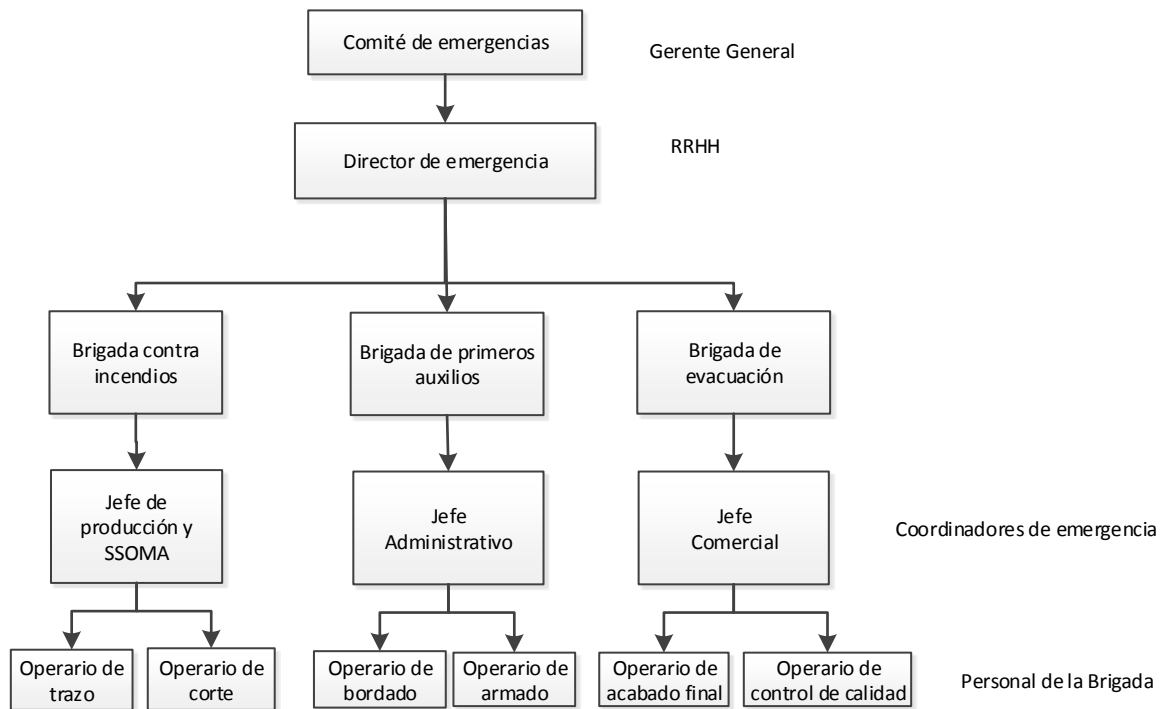 Comité de emergencias
Gerente General
Director de emergencia
RRHH
Brigada contra
incendios
Brigada de primeros
auxilios
Brigada de
evacuación
Jefe de
producción y
SSOMA
Jefe
Administrativo
Jefe
Comercial
Coordinadores de emergencia
Operario de
trazo
Operario de
corte
Operario de
bordado
Operario de
armado
Operario de
acabado final
Operario de
control de calidad
Personal de la Brigada